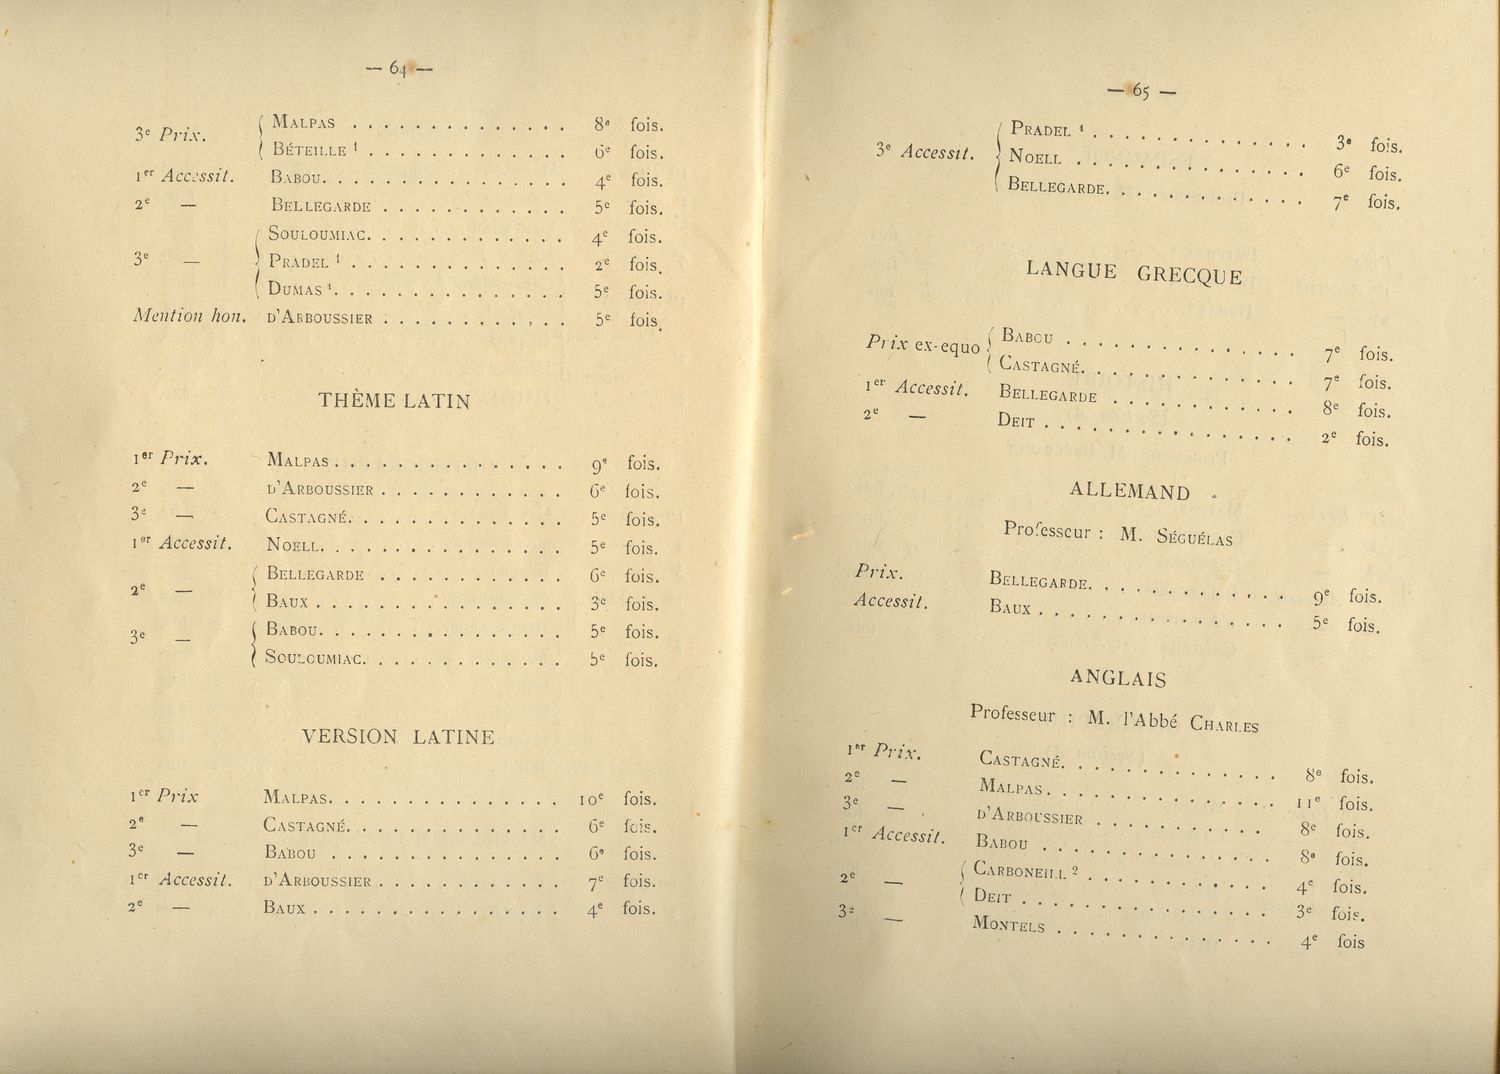 — 64 —
3e Prix. { MALPAS . . . . . . . . . . . . . . 8e fois.
BÉTEILLE 1 . . . . . . . . . . . . . 6e fois.
1er Accessit. BABOU. . . . . . . . . . . . . . . . 4e fois.
2e — BELLEGARDE . . . . . . . . . . . . 5e fois.
3e — { SOULOUMIAC. . . . . . . . . . . . . 4e fois.
PRADEL 1 . . . . . . . . . . . . . . 2e fois.
DUMAS 1. . . . . . . . . . . . . . . 5e fois.
Mention hon. D'ARBOUSSIER . . . . . . . . . . . . 5e fois.
THÈME LATIN
1er Prix. MALPAS . . . . . . . . . . . . . . . 9e fois.
2e — D'ARBOUSSIER . . . . . . . . . . . . 6e fois.
3e — CASTAGNÉ. . . . . . . . . . . . . . 5e fois.
1er Accessit. NOELL. . . . . . . . . . . . . . . . 5e fois.
2e — { BELLEGARDE . . . . . . . . . . . . 6e fois.
BAUX . . . . . . . . . . . . . . . . 3e fois.
3e — { BABOU. . . . . . . . . . . . . . . . 5e fois.
SOULOUMIAC. . . . . . . . . . . . . 5e fois.
VERSION LATINE
1er Prix MALPAS. . . . . . . . . . . . . . . 10e fois.
2e — CASTAGNÉ. . . . . . . . . . . . . . 6e fois.
3e — BABOU . . . . . . . . . . . . . . . 6e fois.
1er Accessit. D'ARBOUSSIER . . . . . . . . . . . . 7e fois.
2e — BAUX . . . . . . . . . . . . . . . . 4e fois.
— 65 —
3e Accessit. { PRADEL 1 . . . . . . . . . . . . . . 3e fois.
NOELL . . . . . . . . . . . . . . . 6e fois.
BELLEGARDE. . . . . . . . . . . . . 7e fois.
LANGUE GRECQUE
Prix ex-equo { BABOU . . . . . . . . . . . . . . . 7e fois.
CASTAGNÉ. . . . . . . . . . . . . . 7e fois.
1er Accessit. BELLEGARDE . . . . . . . . . . . . 8e fois.
2e — DEIT . . . . . . . . . . . . . . . . 2e fois.
ALLEMAND
Professeur : M. SÉGUÉLAS
Prix. BELLEGARDE. . . . . . . . . . . . . 9e fois.
Accessit. BAUX . . . . . . . . . . . . . . . . 5e fois.
ANGLAIS
Professeur : M. l'Abbé CHARLES
1er Prix. CASTAGNÉ. . . . . . . . . . . . . . 8e fois.
2e — MALPAS . . . . . . . . . . . . . . . 11e fois.
3e — D'ARBOUSSIER . . . . . . . . . . . . 8e fois.
1er Accessit. BABOU . . . . . . . . . . . . . . . 8e fois.
2e — { CARBONEILL 2 . . . . . . . . . . . . 4e fois.
DEIT . . . . . . . . . . . . . . . . 3e fois.
3e — MONTELS . . . . . . . . . . . . . . 4e fois